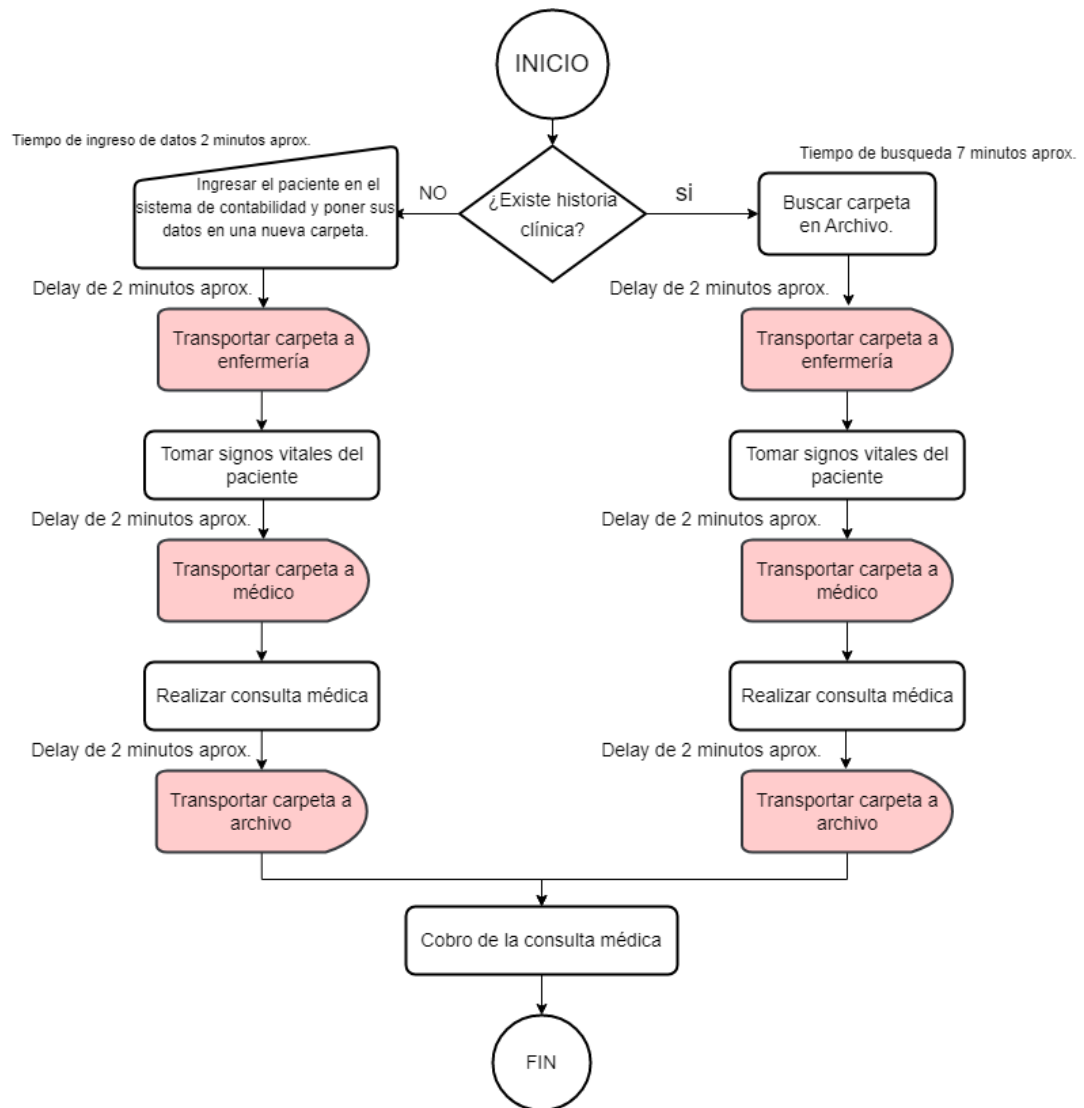 INICIO
Tiempo de ingreso de datos 2 minutos aprox.
Tiempo de busqueda 7 minutos aprox.
Ingresar el paciente en el
sistema de contabilidad y poner sus
datos en una nueva carpeta.
NO
¿Existe historia
clínica?
si
Buscar carpeta
en Archivo.
Delay de 2 minutos aprox.
Delay de 2 minutos aprox.
Transportar carpeta a
enfermería
Transportar carpeta a
enfermería
Tomar signos vitales del
paciente
Tomar signos vitales del
paciente
Delay de 2 minutos aprox.
Delay de 2 minutos aprox.
Transportar carpeta a
médico
Transportar carpeta a
médico
Realizar consulta médica
Realizar consulta médica
Delay de 2 minutos aprox.
Delay de 2 minutos aprox.
Transportar carpeta a
archivo
Transportar carpeta a
archivo
Cobro de la consulta médica
FIN